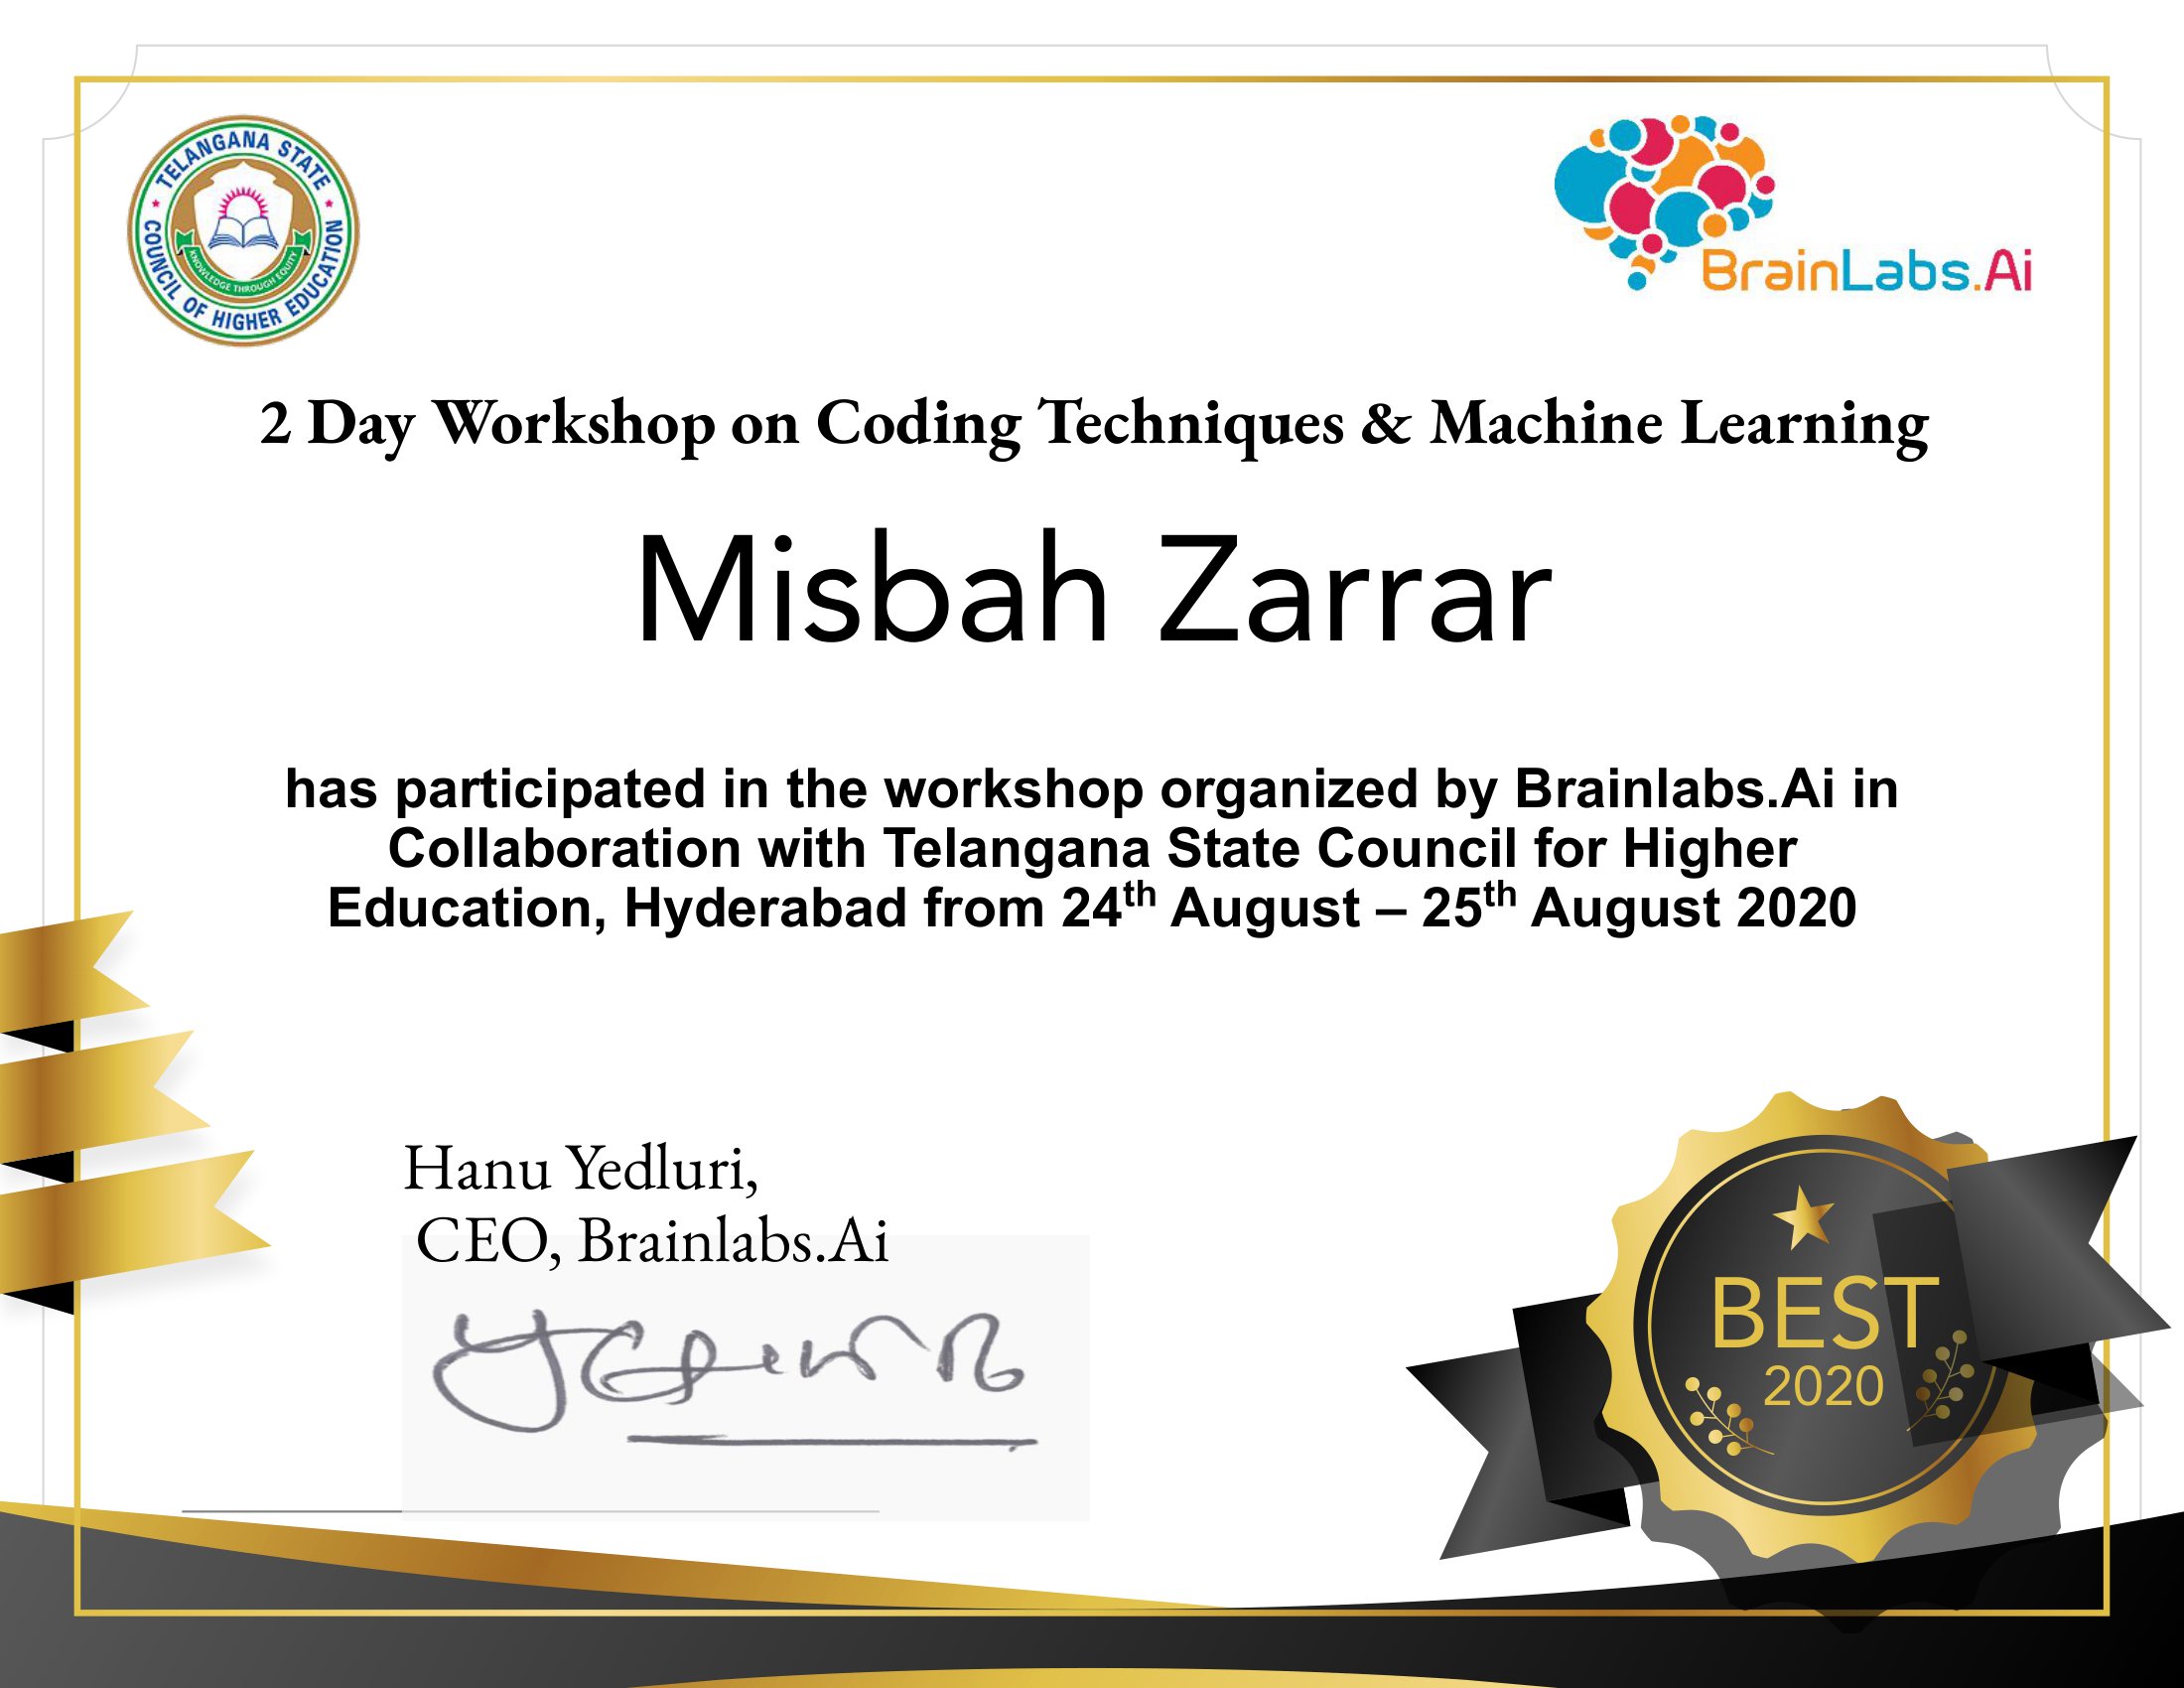 TELANGANA STATE
COUNCIL OF HIGHER EDUCATION
KNOWLEDGE THROUGH EQUITY
BrainLabs.Ai
2 Day Workshop on Coding Techniques & Machine Learning
Misbah Zarrar
has participated in the workshop organized by Brainlabs.Ai in
Collaboration with Telangana State Council for Higher
Education, Hyderabad from 24th August – 25th August 2020
Hanu Yedluri,
CEO, Brainlabs.Ai
BEST
2020